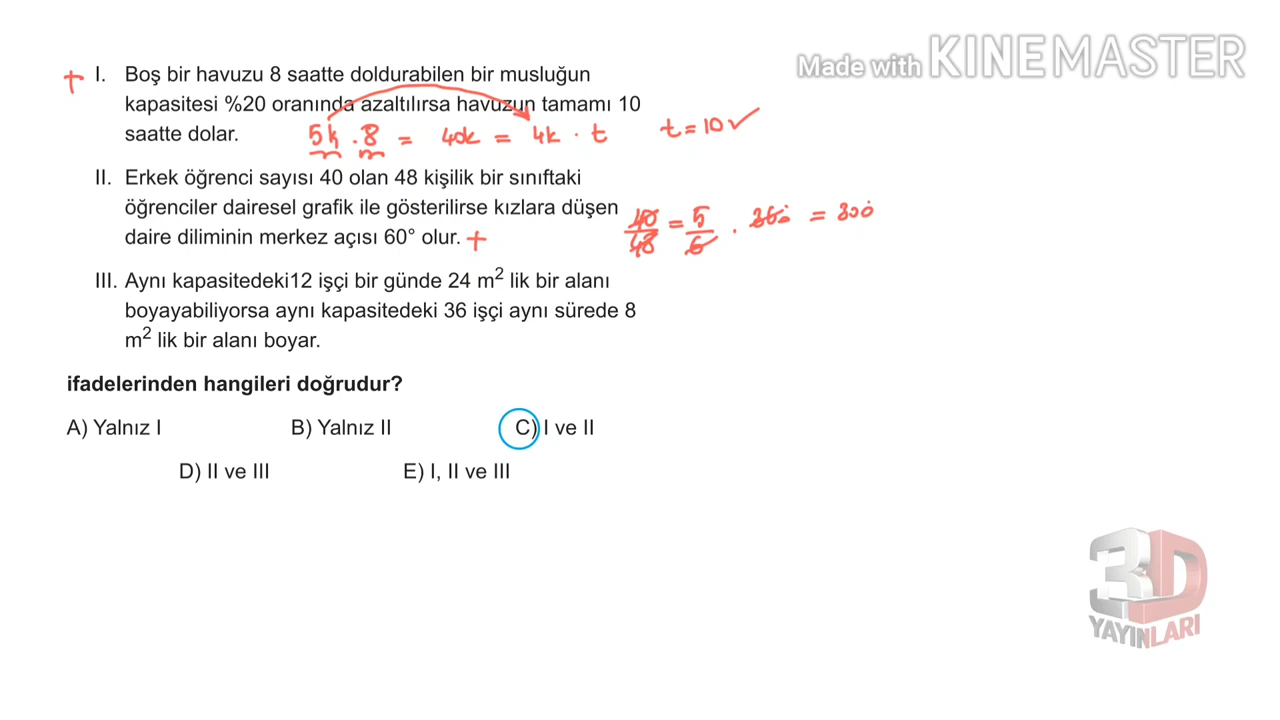 Made with KINEMASTER
+ I. Boş bir havuzu 8 saatte doldurabilen bir musluğun
kapasitesi %20 oranında azaltılırsa havuzun tamamı 10
saatte dolar.
5k . 8 = 40k = 4k . t t = 10 ✓
II. Erkek öğrenci sayısı 40 olan 48 kişilik bir sınıftaki
öğrenciler dairesel grafik ile gösterilirse kızlara düşen
daire diliminin merkez açısı 60° olur. +
40/48 = 5/6 . 360 = 300
III. Aynı kapasitedeki12 işçi bir günde 24 m² lik bir alanı
boyayabiliyorsa aynı kapasitedeki 36 işçi aynı sürede 8
m² lik bir alanı boyar.
ifadelerinden hangileri doğrudur?
A) Yalnız I B) Yalnız II C) I ve II
D) II ve III E) I, II ve III
3D
YAYINLARI